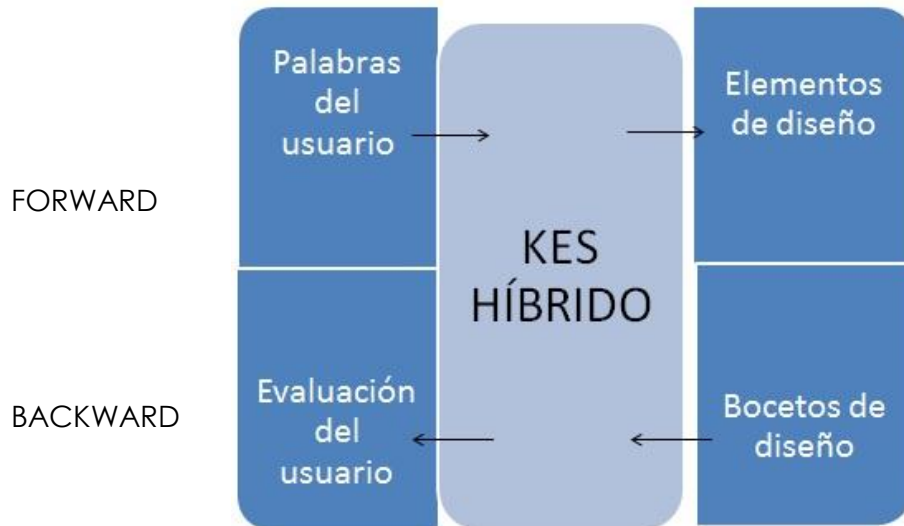 Palabras
del
usuario
Elementos
de diseño
FORWARD
KES
HÍBRIDO
BACKWARD
Evaluación
del
usuario
Bocetos de
diseño